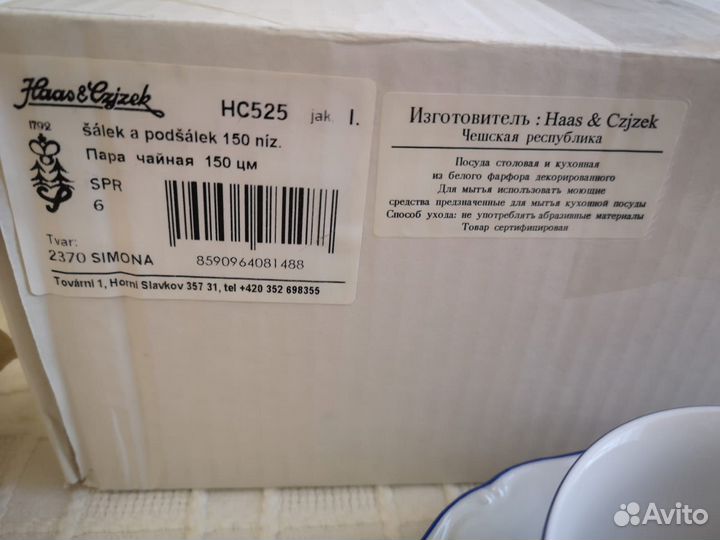 Haas & Czjzek
HC525 jak. I.
1792
šálek a podšálek 150 níz.
Пара чайная 150 цм
SPR
6
Tvar:
2370 SIMONA
8590964081488
Tovární 1, Horní Slavkov 357 31, tel +420 352 698355
Изготовитель : Haas & Czjzek
Чешская республика
Посуда столовая и кухонная
из белого фарфора декорированного
Для мытья использовать моющие
средства предназначенные для мытья кухонной посуды
Способ ухода: не употреблять абразивные материалы
Товар сертифицирован
Avito